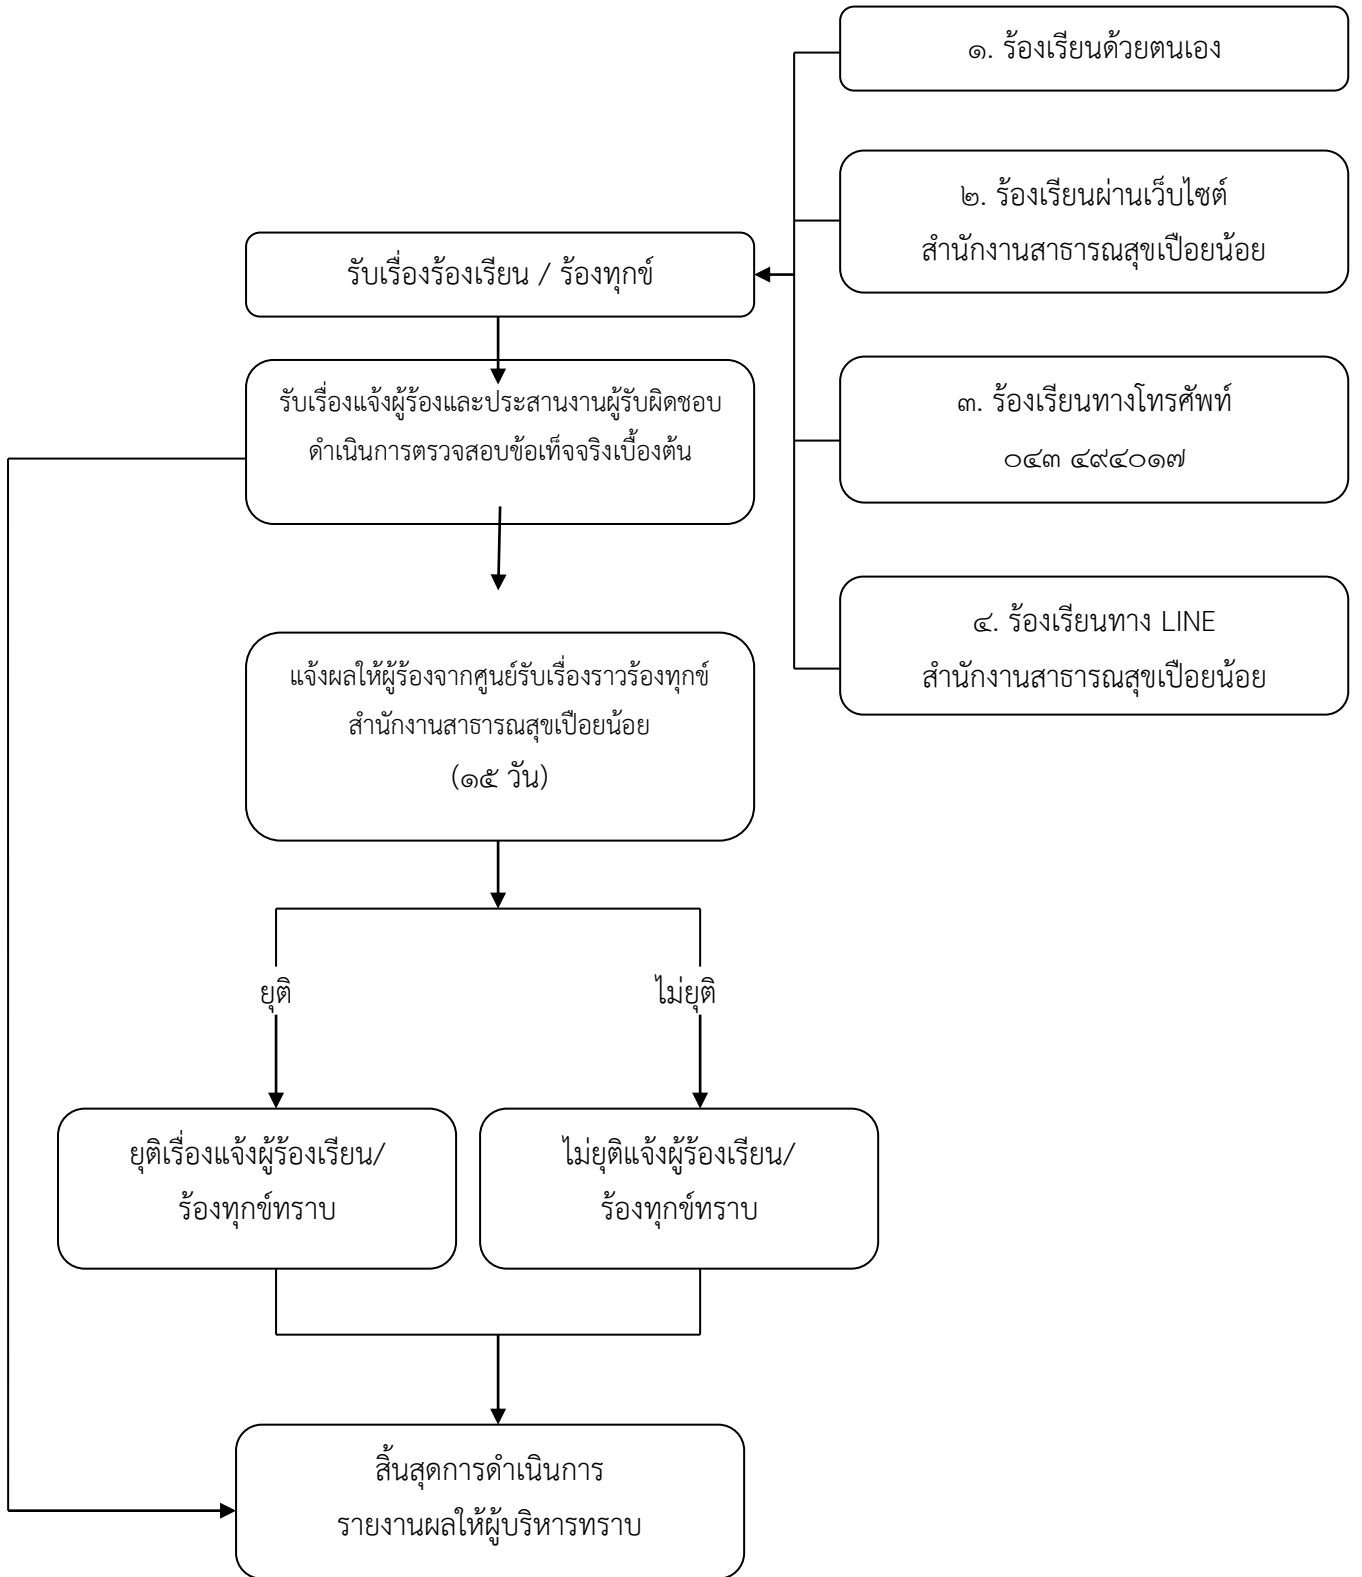 ๑. ร้องเรียนด้วยตนเอง
๒. ร้องเรียนผ่านเว็บไซต์
สำนักงานสาธารณสุขเปือยน้อย
รับเรื่องร้องเรียน / ร้องทุกข์
รับเรื่องแจ้งผู้ร้องและประสานงานผู้รับผิดชอบ
ดำเนินการตรวจสอบข้อเท็จจริงเบื้องต้น
๓. ร้องเรียนทางโทรศัพท์
๐๔๓ ๔๙๔๐๑๗
๔. ร้องเรียนทาง LINE
สำนักงานสาธารณสุขเปือยน้อย
แจ้งผลให้ผู้ร้องจากศูนย์รับเรื่องราวร้องทุกข์
สำนักงานสาธารณสุขเปือยน้อย
(๑๕ วัน)
ยุติ
ไม่ยุติ
ยุติเรื่องแจ้งผู้ร้องเรียน/
ร้องทุกข์ทราบ
ไม่ยุติแจ้งผู้ร้องเรียน/
ร้องทุกข์ทราบ
สิ้นสุดการดำเนินการ
รายงานผลให้ผู้บริหารทราบ